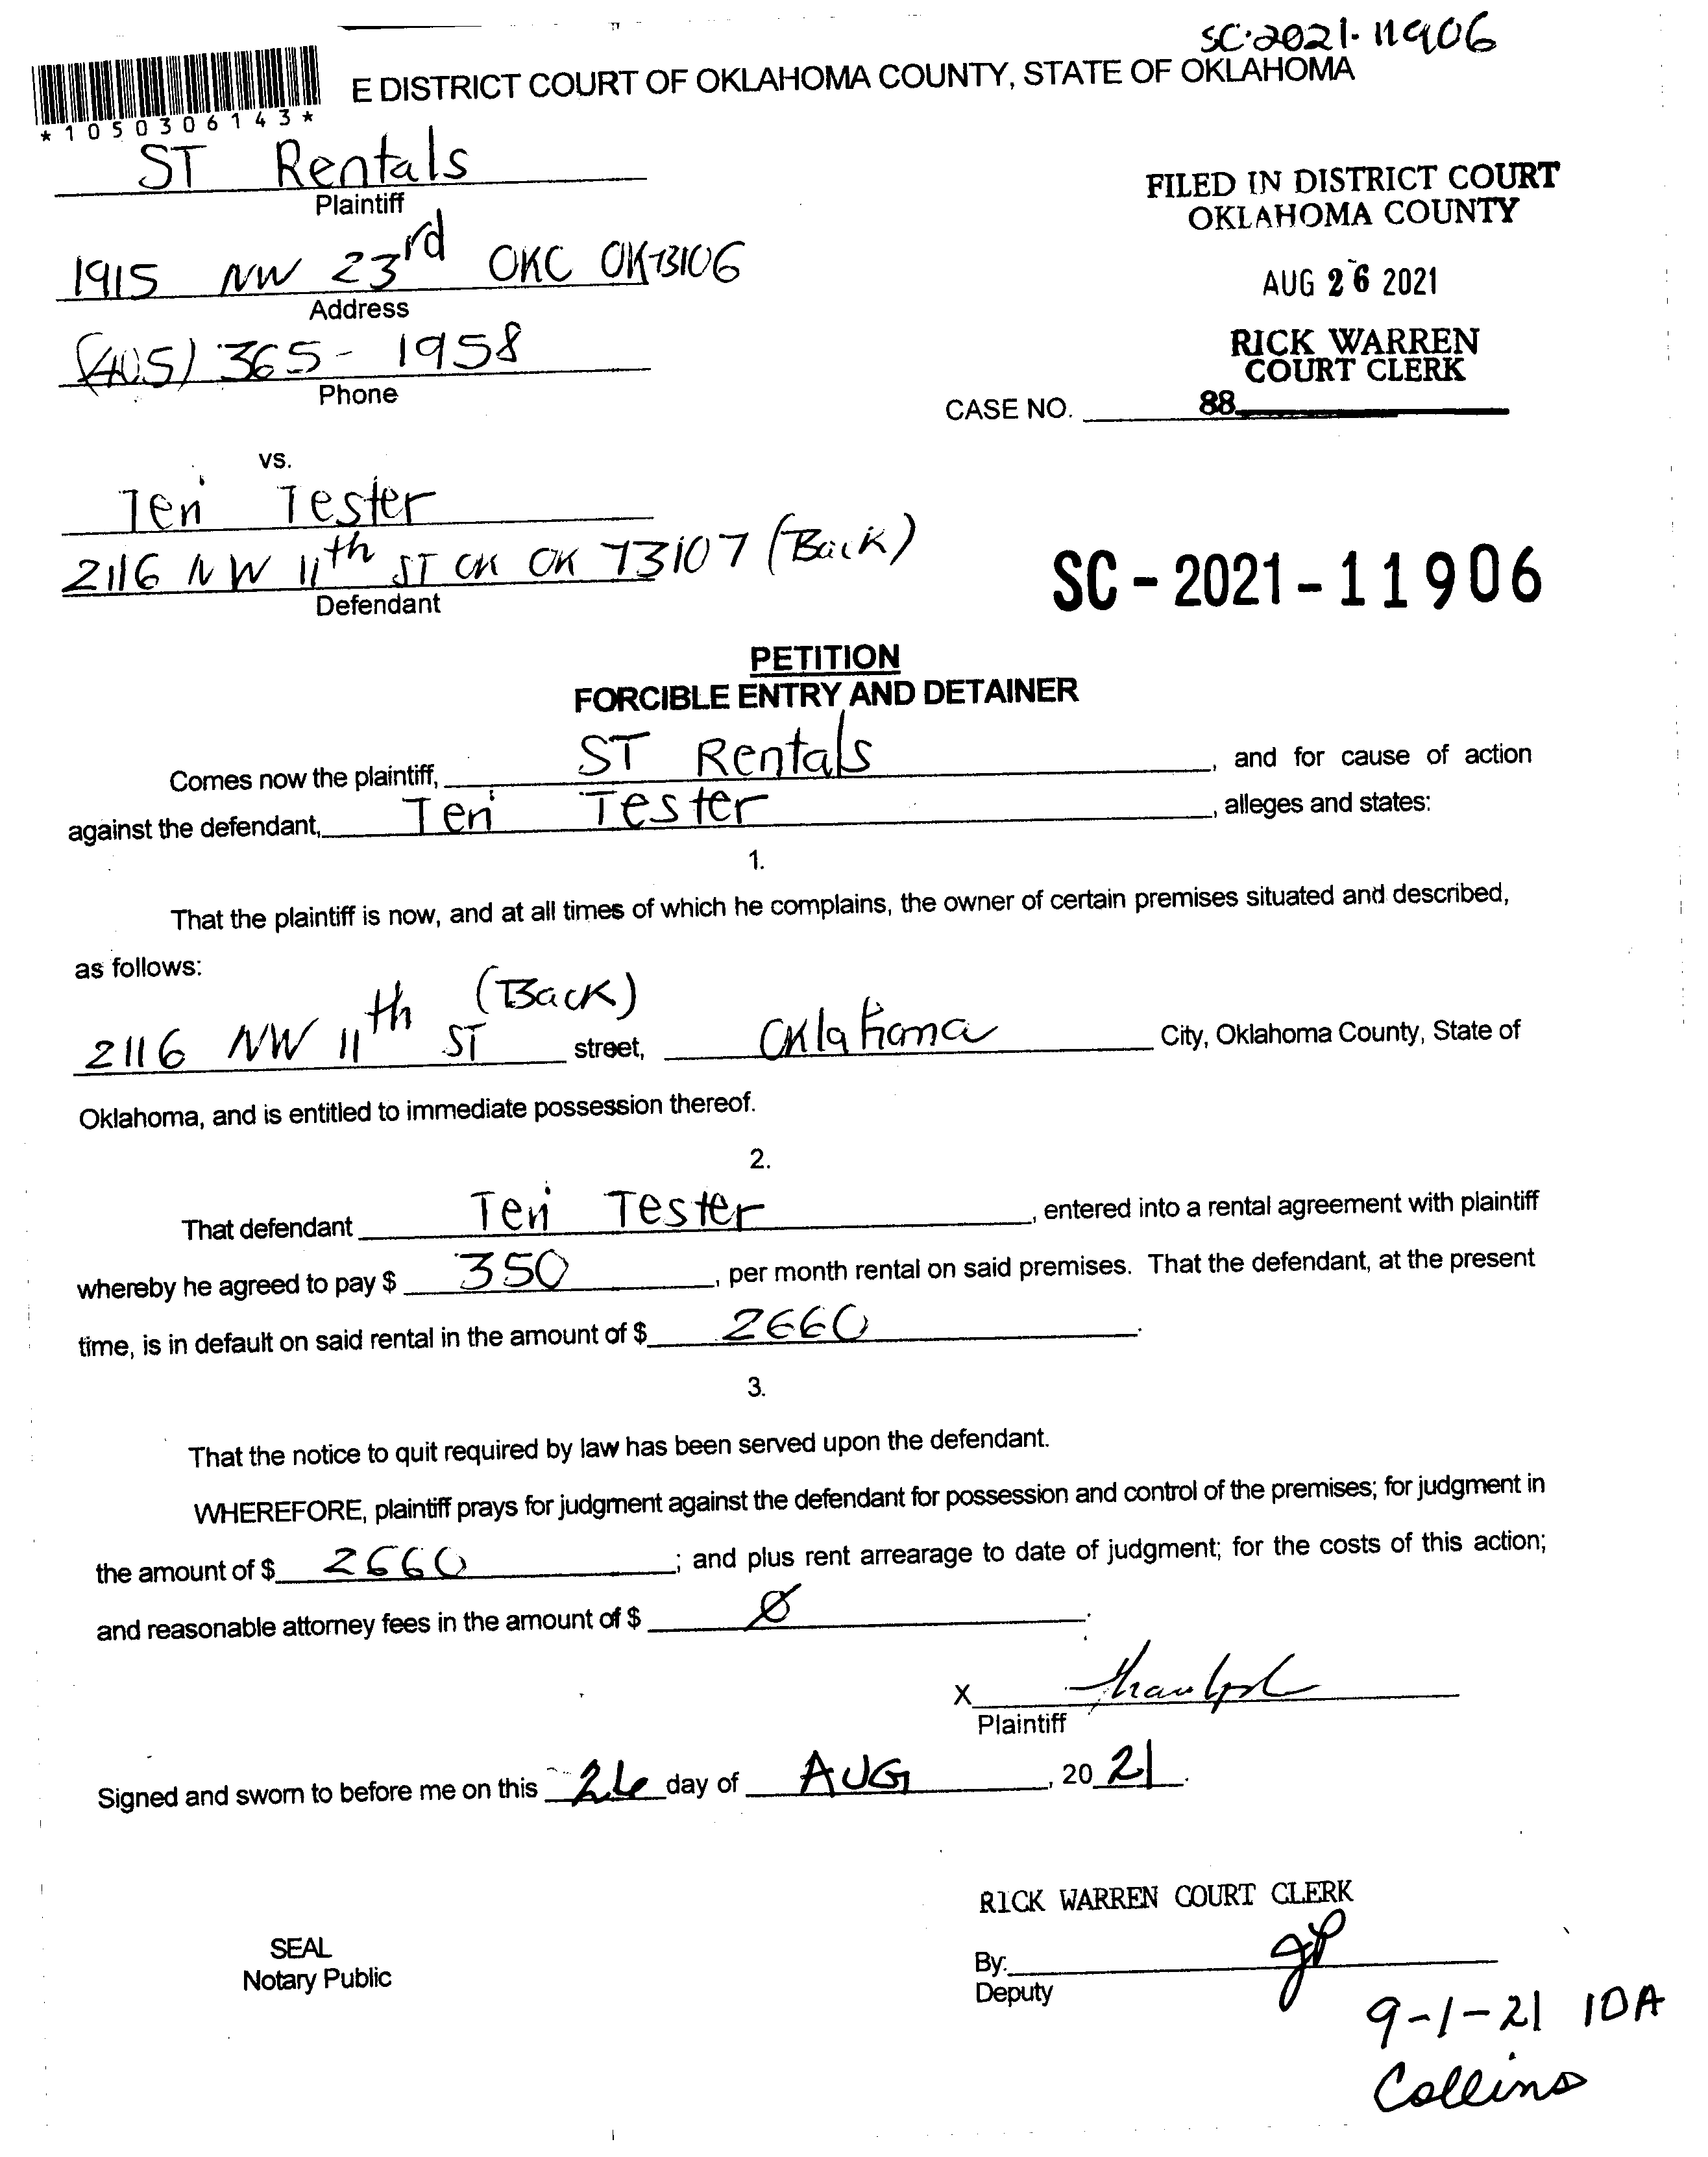 SC-2021-11906
E DISTRICT COURT OF OKLAHOMA COUNTY, STATE OF OKLAHOMA
*1050306143*
ST Rentals
Plaintiff
FILED IN DISTRICT COURT
OKLAHOMA COUNTY
1915 NW 23rd OKC OK 73106
Address
AUG 26 2021
(405) 365-1958
Phone
RICK WARREN
COURT CLERK
CASE NO. 88
vs.
Teri Tester
2116 NW 11th ST OK OK 73107 (Back)
Defendant
SC-2021-11906
PETITION
FORCIBLE ENTRY AND DETAINER
Comes now the plaintiff, ST Rentals, and for cause of action
against the defendant, Teri Tester, alleges and states:
1.
That the plaintiff is now, and at all times of which he complains, the owner of certain premises situated and described,
as follows:
2116 NW 11th ST (Back) street, Oklahoma City, Oklahoma County, State of
Oklahoma, and is entitled to immediate possession thereof.
2.
That defendant Teri Tester, entered into a rental agreement with plaintiff
whereby he agreed to pay $ 350, per month rental on said premises. That the defendant, at the present
time, is in default on said rental in the amount of $ 2660.
3.
That the notice to quit required by law has been served upon the defendant.
WHEREFORE, plaintiff prays for judgment against the defendant for possession and control of the premises; for judgment in
the amount of $ 2660; and plus rent arrearage to date of judgment; for the costs of this action;
and reasonable attorney fees in the amount of $ Ø.
X
Plaintiff
Signed and sworn to before me on this 26 day of AUG, 20 21.
RICK WARREN COURT CLERK
SEAL
Notary Public
By:
Deputy
9-1-21 10A
Collins